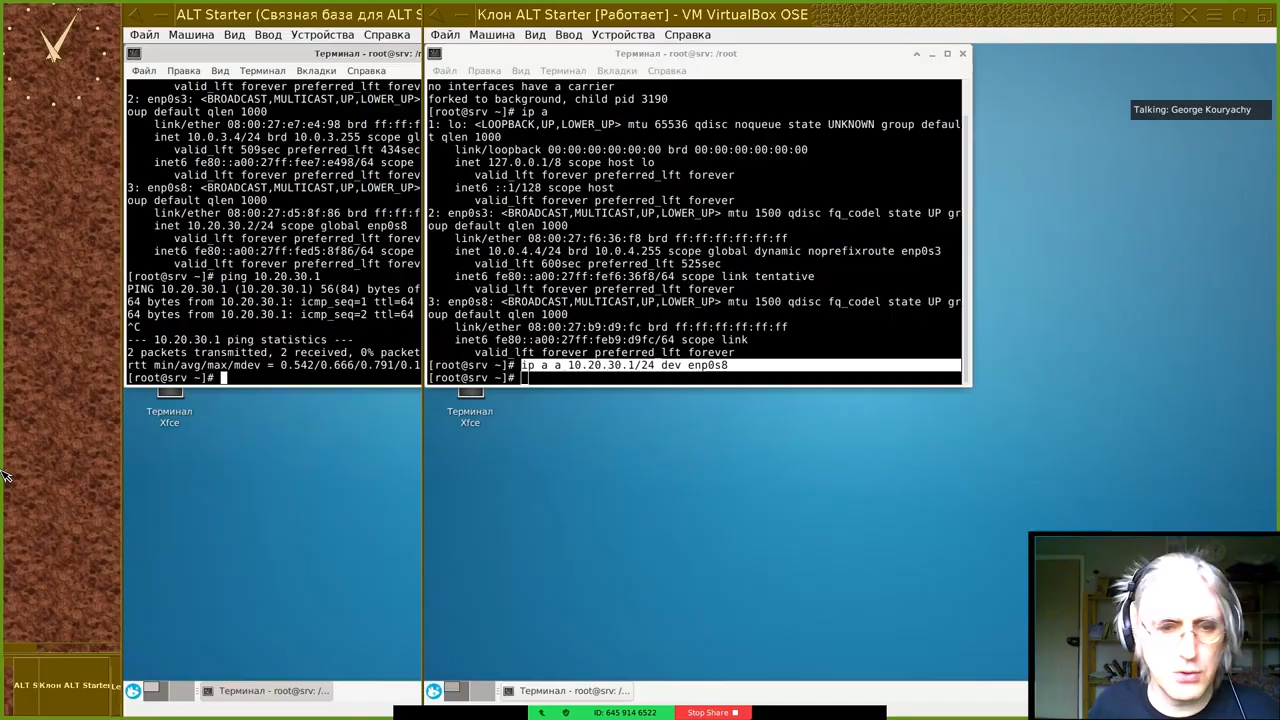 ALT Starter (Связная база для ALT S
Файл Машина Вид Ввод Устройства Справка
Терминал - root@srv: /r
Файл Правка Вид Терминал Вкладки Справка
valid_lft forever preferred_lft forev
2: enp0s3: <BROADCAST,MULTICAST,UP,LOWER_UP>
oup default qlen 1000
link/ether 08:00:27:e7:e4:98 brd ff:ff:f
inet 10.0.3.4/24 brd 10.0.3.255 scope gl
valid_lft 509sec preferred_lft 434sec
inet6 fe80::a00:27ff:fee7:e498/64 scope
valid_lft forever preferred_lft forev
3: enp0s8: <BROADCAST,MULTICAST,UP,LOWER_UP>
oup default qlen 1000
link/ether 08:00:27:d5:8f:86 brd ff:ff:f
inet 10.20.30.2/24 scope global enp0s8
valid_lft forever preferred_lft forev
inet6 fe80::a00:27ff:fed5:8f86/64 scope
valid_lft forever preferred_lft forev
[root@srv ~]# ping 10.20.30.1
PING 10.20.30.1 (10.20.30.1) 56(84) bytes of
64 bytes from 10.20.30.1: icmp_seq=1 ttl=64
64 bytes from 10.20.30.1: icmp_seq=2 ttl=64
^C
--- 10.20.30.1 ping statistics ---
2 packets transmitted, 2 received, 0% packet
rtt min/avg/max/mdev = 0.542/0.666/0.791/0.1
[root@srv ~]#
Терминал
Xfce
Терминал - root@srv: /...
Клон ALT Starter [Работает] - VM VirtualBox OSE
Файл Машина Вид Ввод Устройства Справка
Терминал - root@srv: /root
Файл Правка Вид Терминал Вкладки Справка
no interfaces have a carrier
forked to background, child pid 3190
[root@srv ~]# ip a
1: lo: <LOOPBACK,UP,LOWER_UP> mtu 65536 qdisc noqueue state UNKNOWN group defaul
t qlen 1000
link/loopback 00:00:00:00:00:00 brd 00:00:00:00:00:00
inet 127.0.0.1/8 scope host lo
valid_lft forever preferred_lft forever
inet6 ::1/128 scope host
valid_lft forever preferred_lft forever
2: enp0s3: <BROADCAST,MULTICAST,UP,LOWER_UP> mtu 1500 qdisc fq_codel state UP gr
oup default qlen 1000
link/ether 08:00:27:f6:36:f8 brd ff:ff:ff:ff:ff:ff
inet 10.0.4.4/24 brd 10.0.4.255 scope global dynamic noprefixroute enp0s3
valid_lft 600sec preferred_lft 525sec
inet6 fe80::a00:27ff:fef6:36f8/64 scope link tentative
valid_lft forever preferred_lft forever
3: enp0s8: <BROADCAST,MULTICAST,UP,LOWER_UP> mtu 1500 qdisc fq_codel state UP gr
oup default qlen 1000
link/ether 08:00:27:b9:d9:fc brd ff:ff:ff:ff:ff:ff
inet6 fe80::a00:27ff:feb9:d9fc/64 scope link
valid_lft forever preferred_lft forever
[root@srv ~]# ip a a 10.20.30.1/24 dev enp0s8
[root@srv ~]#
Терминал
Xfce
Терминал - root@srv: /...
Talking: George Kouryachy
ALT S Клон ALT Starter Le
ID: 645 914 6522 Stop Share